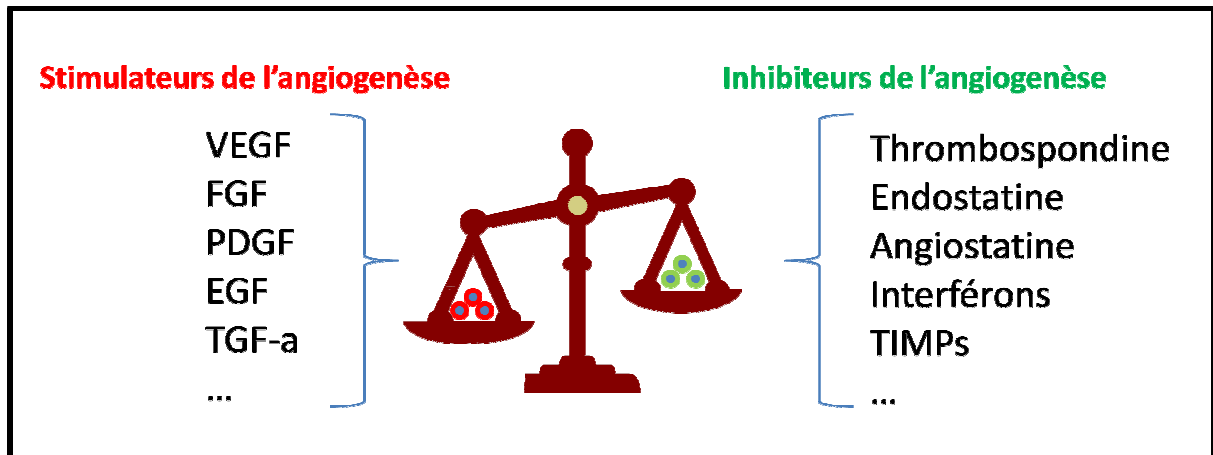 Stimulateurs de l'angiogenèse
VEGF
FGF
PDGF
EGF
TGF-a
...
Inhibiteurs de l'angiogenèse
Thrombospondine
Endostatine
Angiostatine
Interférons
TIMPs
...